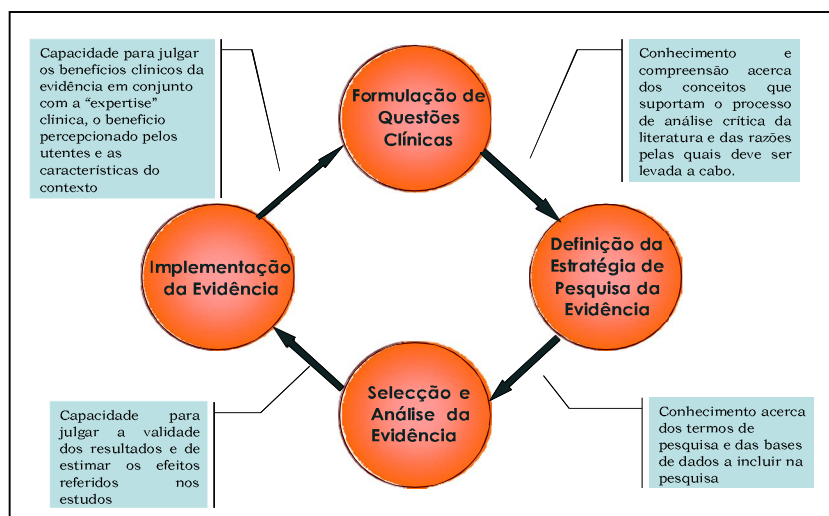 Capacidade para julgar
os benefícios clínicos da
evidência em conjunto
com a “expertise”
clínica, o beneficio
percepcionado pelos
utentes e as
características do
contexto
Formulação de
Questões
Clínicas
Conhecimento e
compreensão acerca
dos conceitos que
suportam o processo
de análise crítica da
literatura e das razões
pelas quais deve ser
levada a cabo.
Implementação
da Evidência
Definição da
Estratégia de
Pesquisa da
Evidência
Selecção e
Análise da
Evidência
Capacidade para
julgar a validade
dos resultados e de
estimar os efeitos
referidos nos
estudos
Conhecimento acerca
dos termos de
pesquisa e das bases
de dados a incluir na
pesquisa